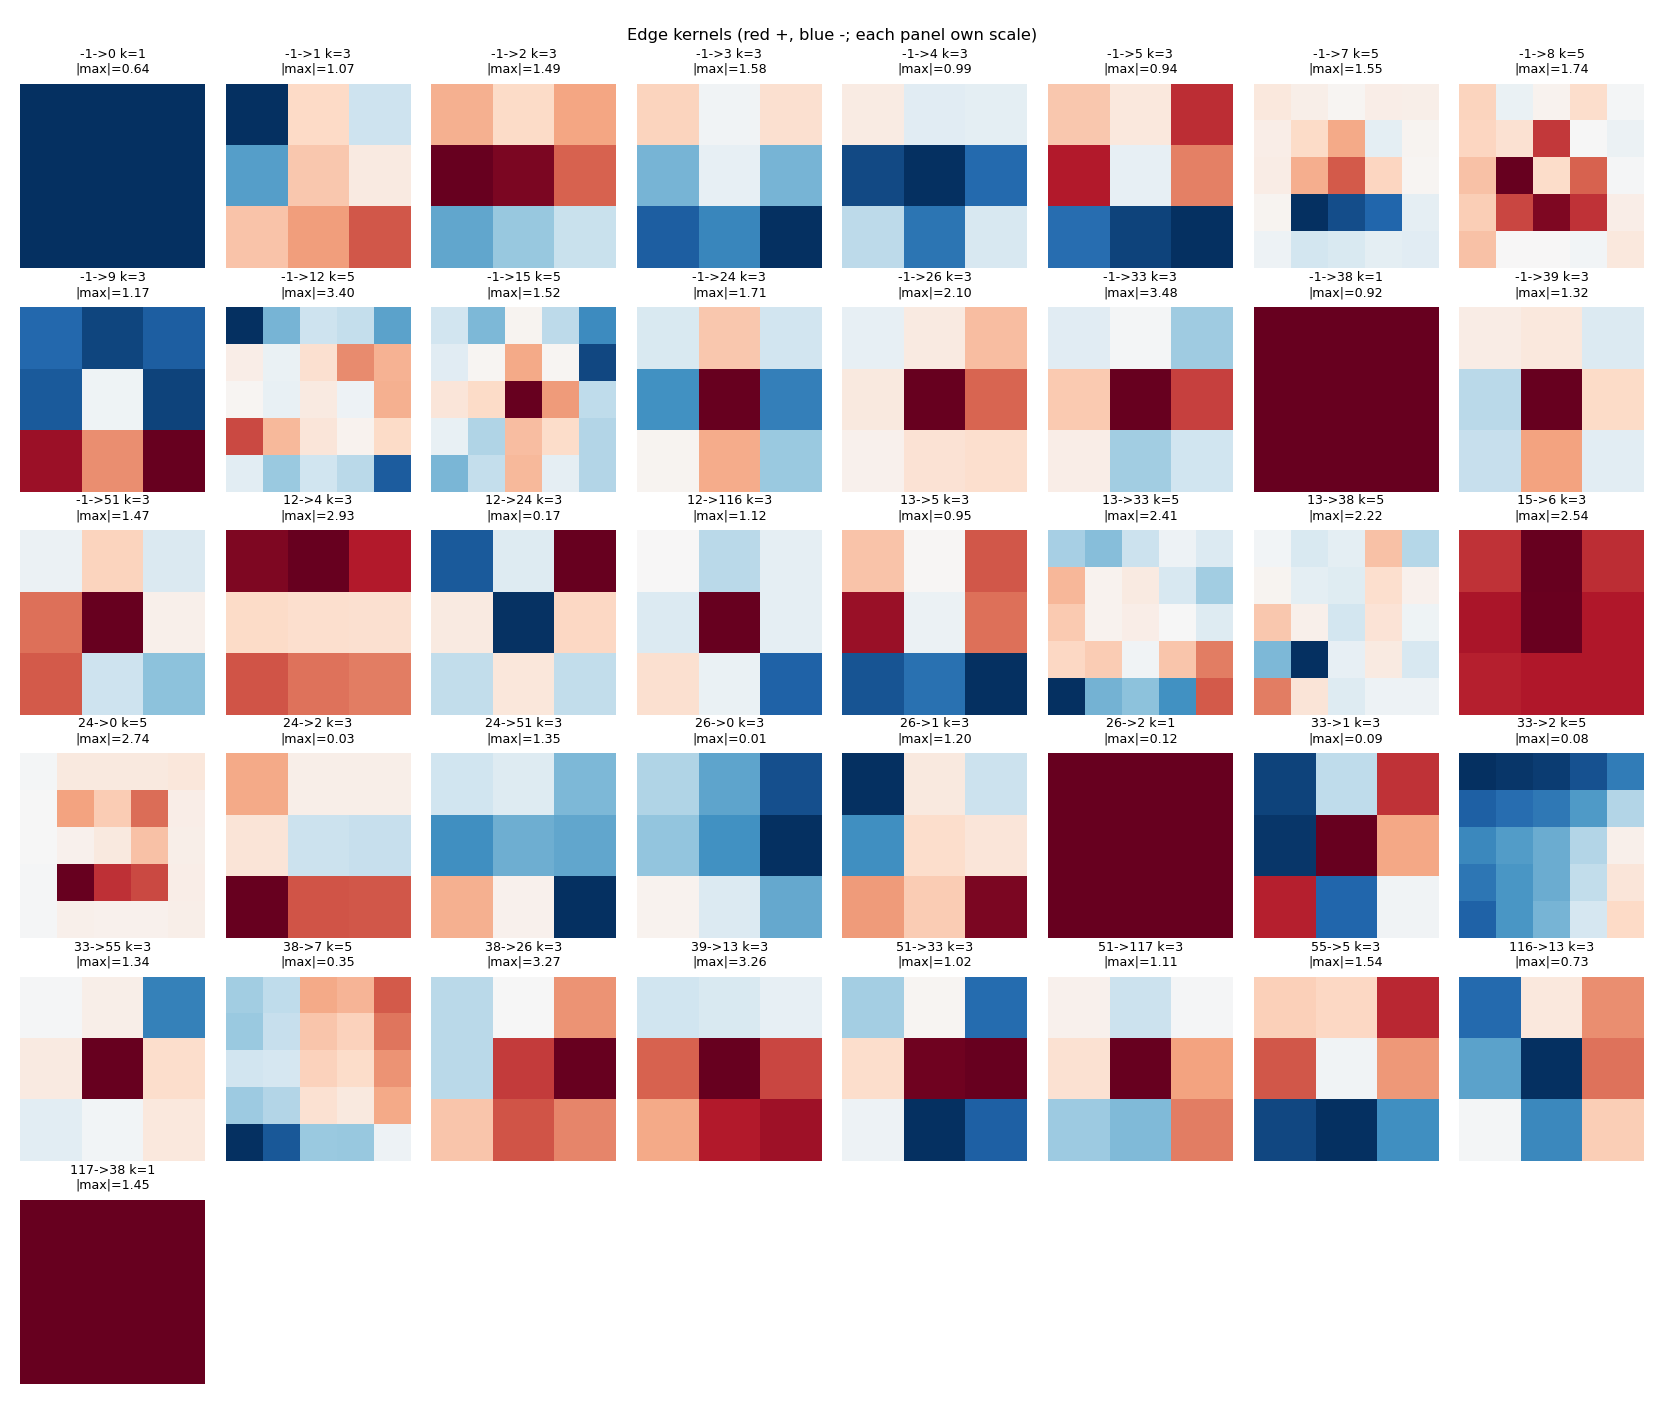 Edge kernels (red +, blue -; each panel own scale)
-1->0 k=1
|max|=0.64
-1->1 k=3
|max|=1.07
-1->2 k=3
|max|=1.49
-1->3 k=3
|max|=1.58
-1->4 k=3
|max|=0.99
-1->5 k=3
|max|=0.94
-1->7 k=5
|max|=1.55
-1->8 k=5
|max|=1.74
-1->9 k=3
|max|=1.17
-1->12 k=5
|max|=3.40
-1->15 k=5
|max|=1.52
-1->24 k=3
|max|=1.71
-1->26 k=3
|max|=2.10
-1->33 k=3
|max|=3.48
-1->38 k=1
|max|=0.92
-1->39 k=3
|max|=1.32
-1->51 k=3
|max|=1.47
12->4 k=3
|max|=2.93
12->24 k=3
|max|=0.17
12->116 k=3
|max|=1.12
13->5 k=3
|max|=0.95
13->33 k=5
|max|=2.41
13->38 k=5
|max|=2.22
15->6 k=3
|max|=2.54
24->0 k=5
|max|=2.74
24->2 k=3
|max|=0.03
24->51 k=3
|max|=1.35
26->0 k=3
|max|=0.01
26->1 k=3
|max|=1.20
26->2 k=1
|max|=0.12
33->1 k=3
|max|=0.09
33->2 k=5
|max|=0.08
33->55 k=3
|max|=1.34
38->7 k=5
|max|=0.35
38->26 k=3
|max|=3.27
39->13 k=3
|max|=3.26
51->33 k=3
|max|=1.02
51->117 k=3
|max|=1.11
55->5 k=3
|max|=1.54
116->13 k=3
|max|=0.73
117->38 k=1
|max|=1.45